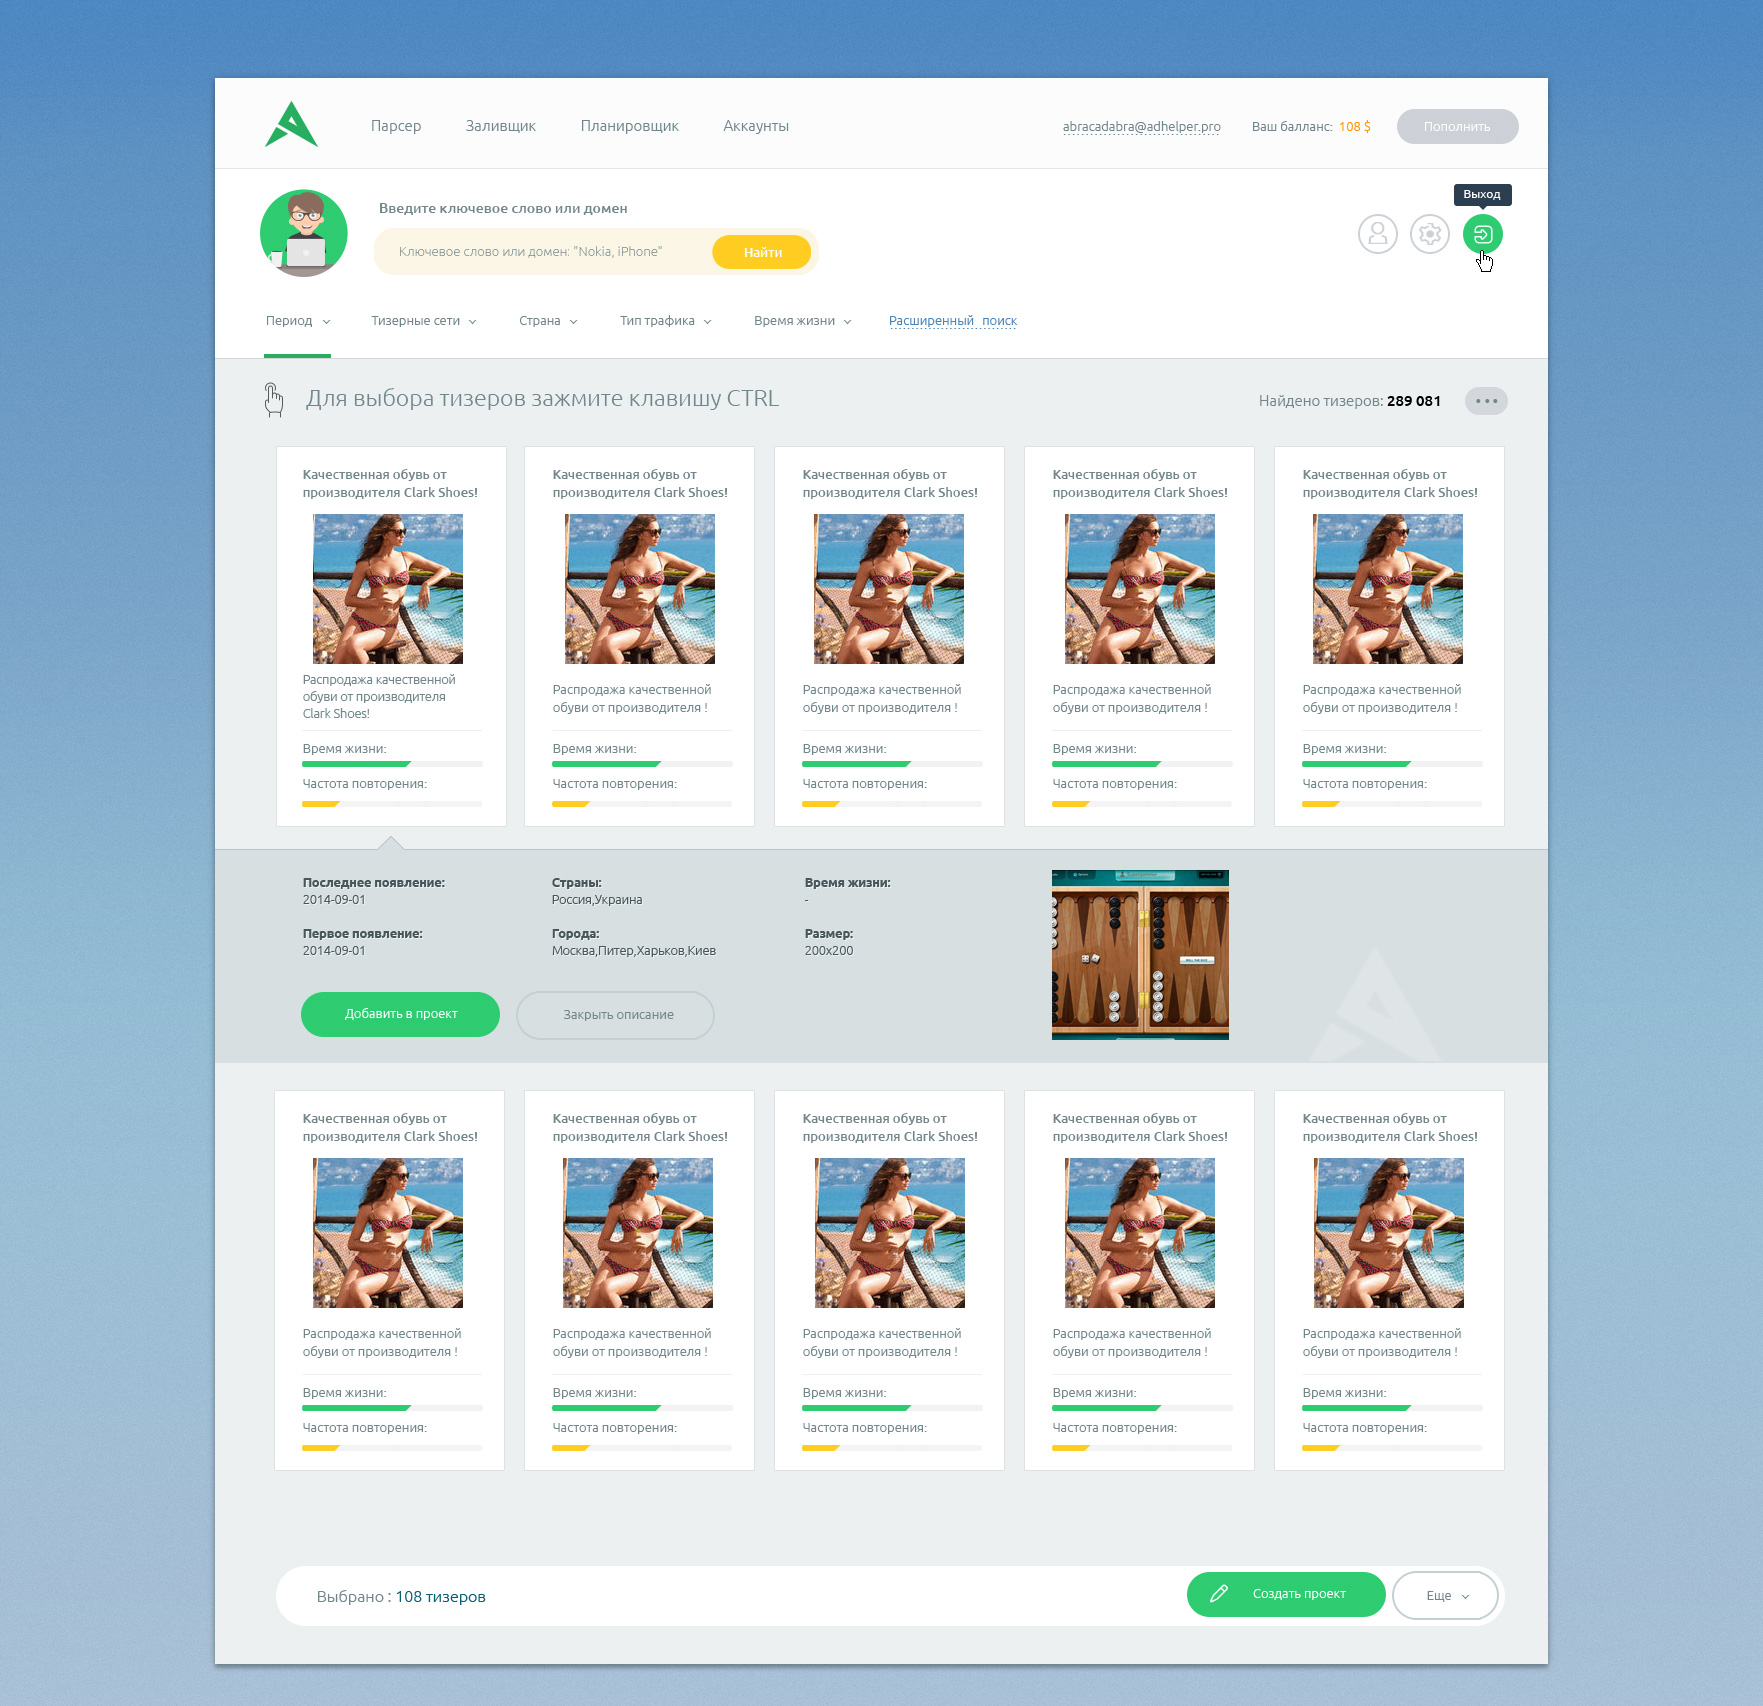 Парсер Заливщик Планировщик Аккаунты abracadabra@adhelper.pro Ваш балланс: 108 $ Пополнить
Выход
Введите ключевое слово или домен
Ключевое слово или домен: "Nokia, iPhone" Найти
Период Тизерные сети Страна Тип трафика Время жизни Расширенный поиск
Для выбора тизеров зажмите клавишу CTRL Найдено тизеров: 289 081
Качественная обувь от Качественная обувь от Качественная обувь от Качественная обувь от Качественная обувь от
производителя Clark Shoes! производителя Clark Shoes! производителя Clark Shoes! производителя Clark Shoes! производителя Clark Shoes!
Распродажа качественной
обуви от производителя
Clark Shoes!
Распродажа качественной Распродажа качественной Распродажа качественной Распродажа качественной
обуви от производителя ! обуви от производителя ! обуви от производителя ! обуви от производителя !
Время жизни: Время жизни: Время жизни: Время жизни: Время жизни:
Частота повторения: Частота повторения: Частота повторения: Частота повторения: Частота повторения:
Последнее появление: Страны: Время жизни:
2014-09-01 Россия,Украина -
Первое появление: Города: Размер:
2014-09-01 Москва,Питер,Харьков,Киев 200x200
Добавить в проект Закрыть описание
Качественная обувь от Качественная обувь от Качественная обувь от Качественная обувь от Качественная обувь от
производителя Clark Shoes! производителя Clark Shoes! производителя Clark Shoes! производителя Clark Shoes! производителя Clark Shoes!
Распродажа качественной Распродажа качественной Распродажа качественной Распродажа качественной Распродажа качественной
обуви от производителя ! обуви от производителя ! обуви от производителя ! обуви от производителя ! обуви от производителя !
Время жизни: Время жизни: Время жизни: Время жизни: Время жизни:
Частота повторения: Частота повторения: Частота повторения: Частота повторения: Частота повторения:
Выбрано : 108 тизеров Создать проект Еще